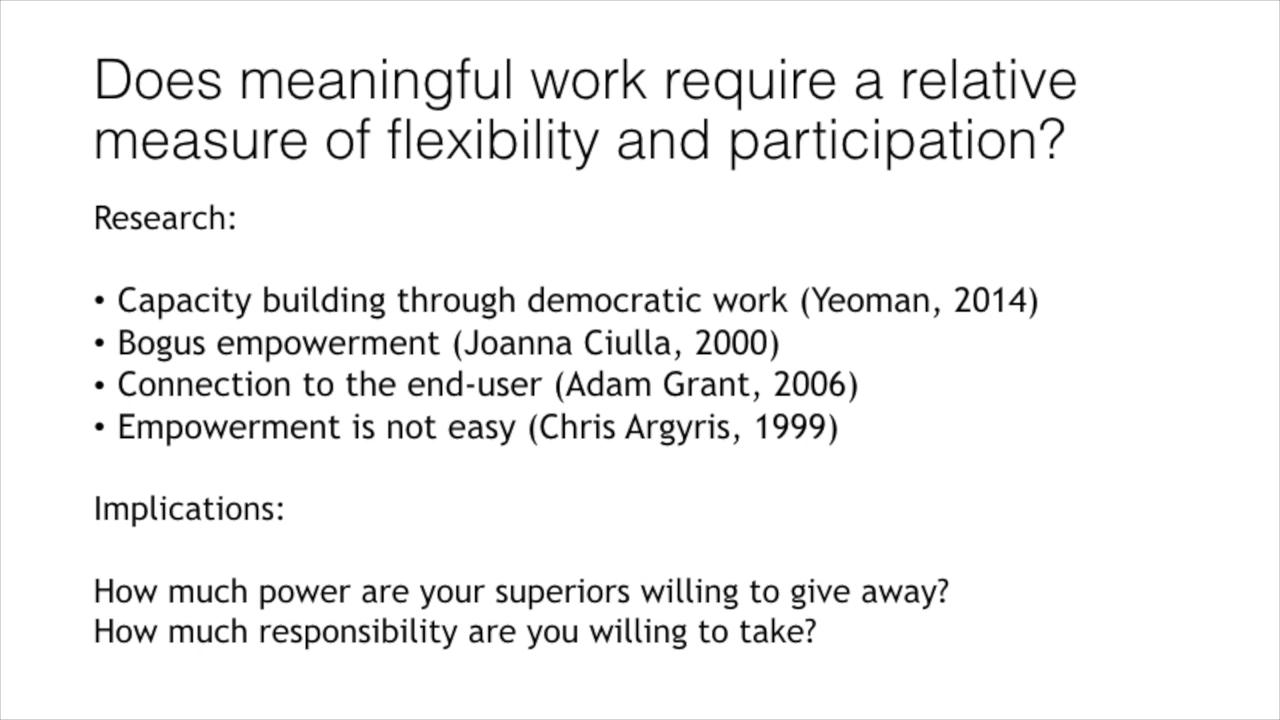 Does meaningful work require a relative
measure of flexibility and participation?
Research:
• Capacity building through democratic work (Yeoman, 2014)
• Bogus empowerment (Joanna Ciulla, 2000)
• Connection to the end-user (Adam Grant, 2006)
• Empowerment is not easy (Chris Argyris, 1999)
Implications:
How much power are your superiors willing to give away?
How much responsibility are you willing to take?